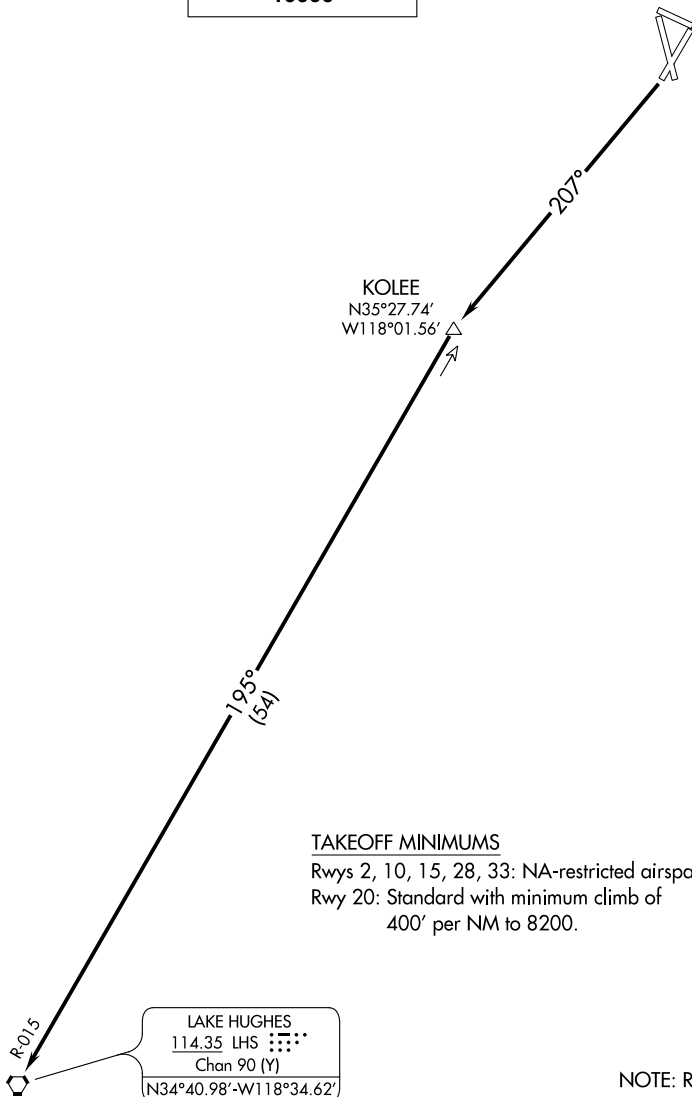 207°
KOLEE
N35°27.74'
W118°01.56'
195°
(54)
TAKEOFF MINIMUMS
Rwys 2, 10, 15, 28, 33: NA-restricted airspa
Rwy 20: Standard with minimum climb of
400' per NM to 8200.
R-015
LAKE HUGHES
114.35 LHS
Chan 90 (Y)
N34°40.98'-W118°34.62'
NOTE: R